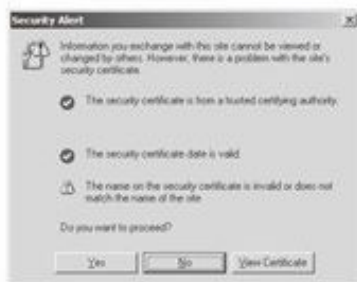 Security Alert
Information you exchange with this site cannot be viewed or
changed by others. However, there is a problem with the site's
security certificate.
The security certificate is from a trusted certifying authority.
The security certificate date is valid.
The name on the security certificate is invalid or does not
match the name of the site
Do you want to proceed?
Yes
No
View Certificate